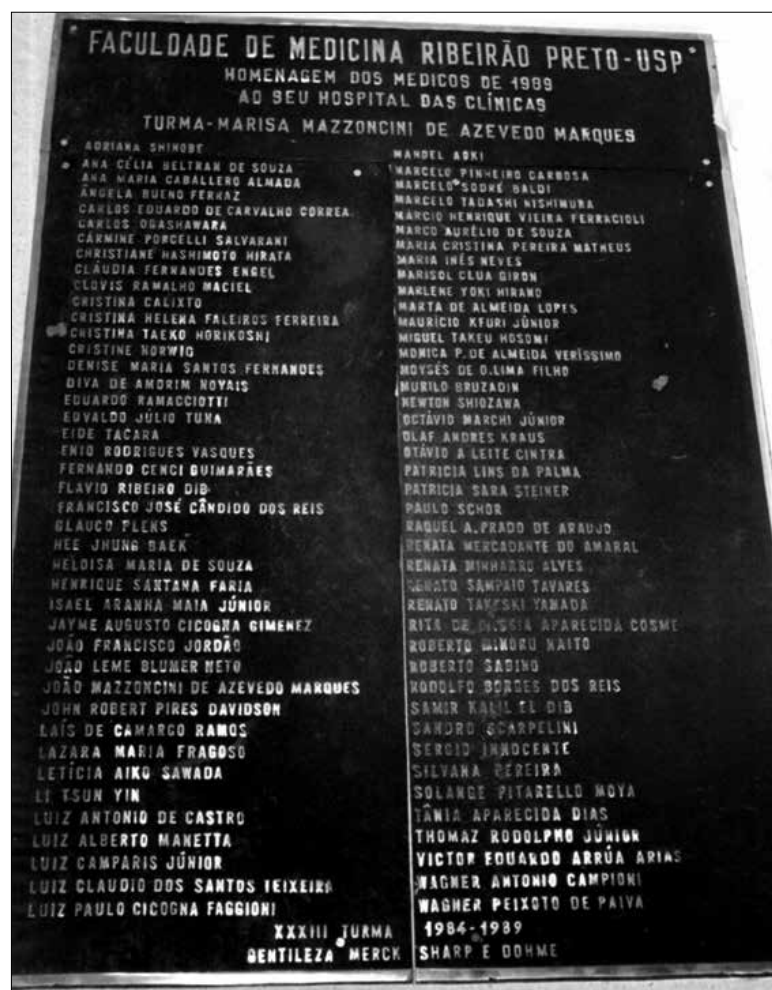 FACULDADE DE MEDICINA RIBEIRÃO PRETO-USP
HOMENAGEM DOS MEDICOS DE 1989
AO SEU HOSPITAL DAS CLÍNICAS
TURMA-MARISA MAZZONCINI DE AZEVEDO MARQUES
ADRIANA SHINOBE
ANA CÉLIA BELTRAN DE SOUZA
ANA MARIA CABALLERO ALMADA
ÂNGELA BUENO FERRAZ
CARLOS EDUARDO DE CARVALHO CORREA
CARLOS OGASHAWARA
CÁRMINE PORCELLI SALVARANI
CHRISTIANE HASHIMOTO HIRATA
CLÁUDIA FERNANDES ENGEL
CLOVIS RAMALHO MACIEL
CRISTINA CALIXTO
CRISTINA HELENA FALEIROS FERREIRA
CRISTINA TAEKO HORIKOSHI
CRISTINE NORWIG
DENISE MARIA SANTOS FERNANDES
DIVA DE AMORIM NOVAIS
EDUARDO RAMACCIOTTI
EDVALDO JÚLIO TUMA
EIDE TACARA
ENIO RODRIGUES VASQUES
FERNANDO CENCI GUIMARÃES
FLAVIO RIBEIRO DIB
FRANCISCO JOSÉ CÂNDIDO DOS REIS
GLAUCO PLENS
HEE JHUNG BAEK
HELOISA MARIA DE SOUZA
HENRIQUE SANTANA FARIA
ISAEL ARANHA MAIA JÚNIOR
JAYME AUGUSTO CICOGNA GIMENEZ
JOÃO FRANCISCO JORDÃO
JOÃO LEME BLUMER NETO
JOÃO MAZZONCINI DE AZEVEDO MARQUES
JOHN ROBERT PIRES DAVIDSON
LAÍS DE CAMARGO RAMOS
LAZARA MARIA FRAGOSO
LETÍCIA AIKO SAWADA
LI TSUN YIN
LUIZ ANTONIO DE CASTRO
LUIZ ALBERTO MANETTA
LUIZ CAMPARIS JÚNIOR
LUIZ CLAUDIO DOS SANTOS TEIXEIRA
LUIZ PAULO CICOGNA FAGGIONI
XXXIII TURMA
GENTILEZA MERCK
MANOEL AOKI
MARCELO PINHEIRO CARDOSA
MARCELO SODRÉ BALDI
MARCELO TADASHI NISHIMURA
MÁRCIO HENRIQUE VIEIRA FERRACIOLI
MARCO AURÉLIO DE SOUZA
MARIA CRISTINA PEREIRA MATHEUS
MARIA INÊS NEVES
MARISOL CLUA GIRON
MARLENE YOKI HIRANO
MARTA DE ALMEIDA LOPES
MAURÍCIO KFURI JÚNIOR
MIGUEL TAKEU HOSOMI
MONICA P. DE ALMEIDA VERÍSSIMO
MOYSÉS DE O.LIMA FILHO
MURILO BRUZADIN
NEWTON SHIOZAWA
OCTÁVIO MARCHI JÚNIOR
OLAF ANDRES KRAUS
OTÁVIO A LEITE CINTRA
PATRICIA LINS DA PALMA
PATRICIA SARA STEINER
PAULO SCHOR
RAQUEL A.PRADO DE ARAUJO
RENATA MERCADANTE DO AMARAL
RENATA MINHARRO ALVES
RENATO SAMPAIO TAVARES
RENATO TAKESKI YAMADA
RITA DE CÁSSIA APARECIDA COSME
ROBERTO MINORU NAITO
ROBERTO SABINO
RODOLFO BORGES DOS REIS
SAMIR KALIL EL DIB
SANDRO SCARPELINI
SERGIO INNOCENTE
SILVANA PEREIRA
SOLANGE PITARELLO MOYA
TÂNIA APARECIDA DIAS
THOMAZ RODOLPHO JÚNIOR
VICTOR EDUARDO ARRÚA ARIAS
WAGNER ANTONIO CAMPIONI
WAGNER PEIXOTO DE PAIVA
1984-1989
SHARP E DOHME